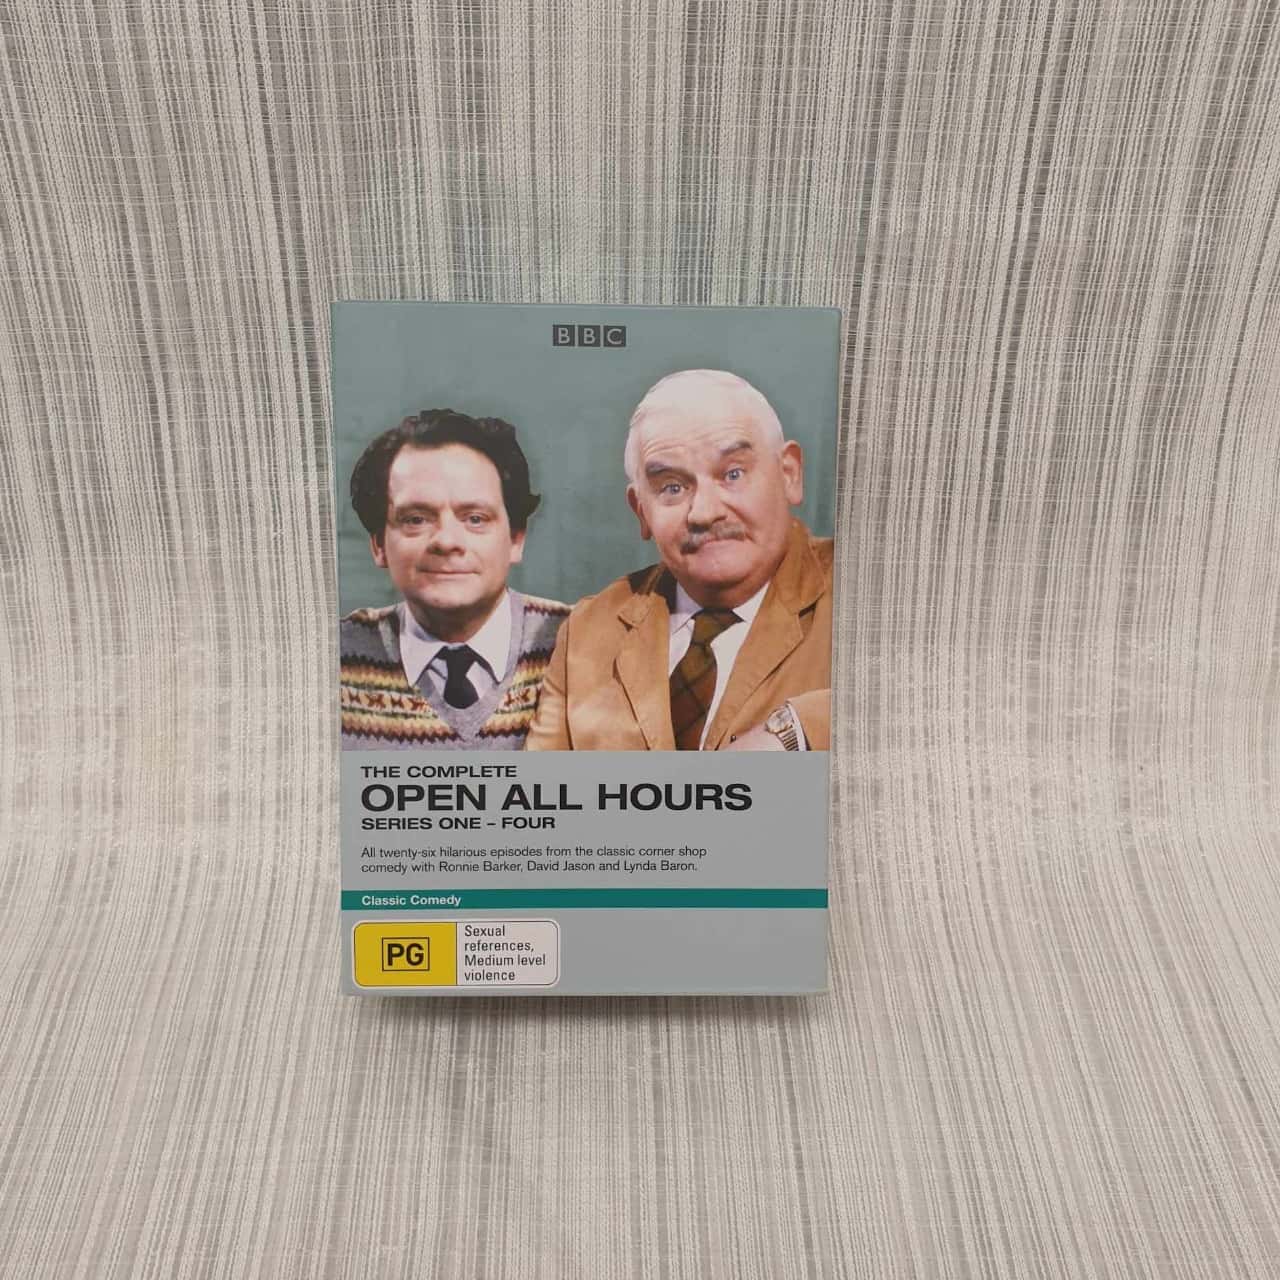 BBC
THE COMPLETE
OPEN ALL HOURS
SERIES ONE – FOUR
All twenty-six hilarious episodes from the classic corner shop
comedy with Ronnie Barker, David Jason and Lynda Baron.
Classic Comedy
PG
Sexual
references,
Medium level
violence